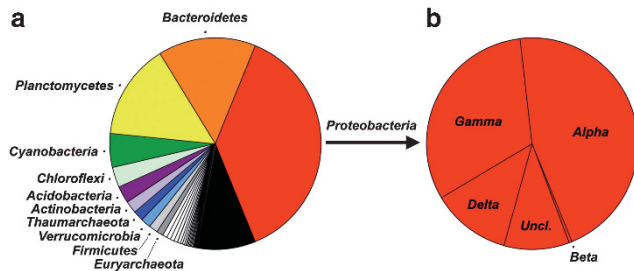 a
b
Bacteroidetes
Planctomycetes
Cyanobacteria
Chloroflexi
Acidobacteria
Actinobacteria
Thaumarchaeota
Verrucomicrobia
Firmicutes
Euryarchaeota
Proteobacteria
Gamma
Alpha
Delta
Uncl.
Beta